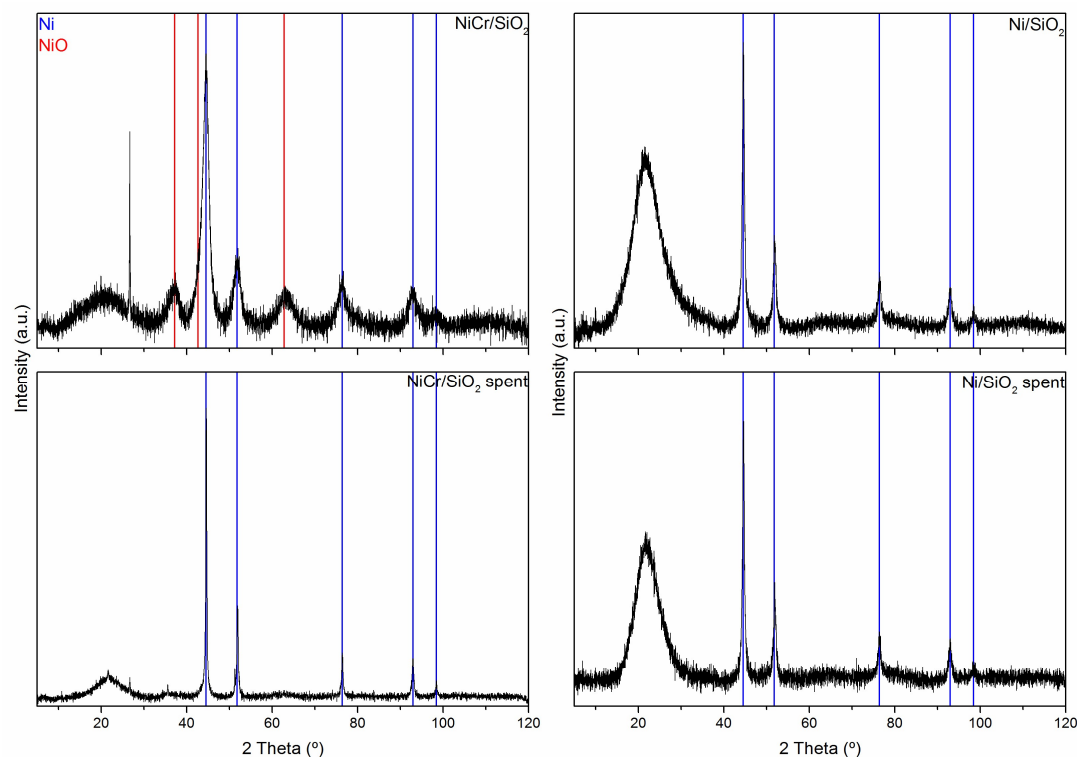 Ni
NiO
NiCr/SiO₂
Intensity (a.u.)
NiCr/SiO₂ spent
20 40 60 80 100 120
2 Theta (º)
Ni/SiO₂
Intensity (a.u.)
Ni/SiO₂ spent
20 40 60 80 100 120
2 Theta (º)